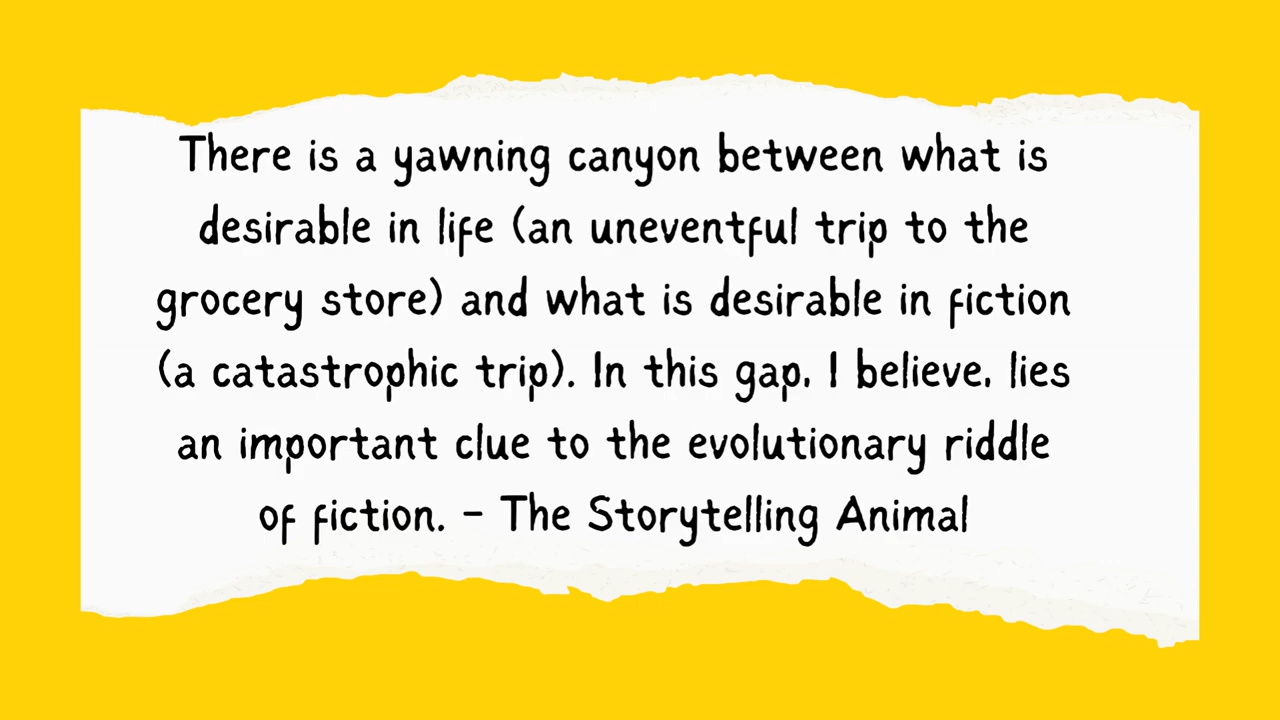 There is a yawning canyon between what is
desirable in life (an uneventful trip to the
grocery store) and what is desirable in fiction
(a catastrophic trip). In this gap, I believe, lies
an important clue to the evolutionary riddle
of fiction. - The Storytelling Animal